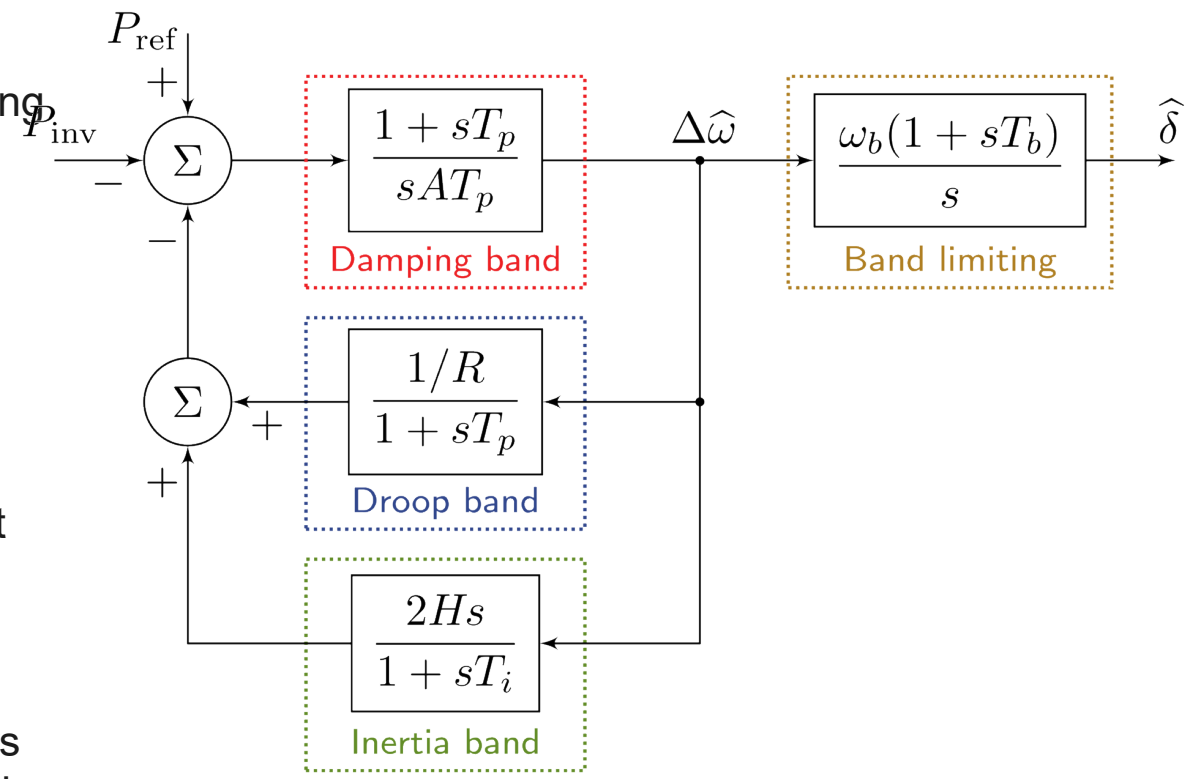 P_ref
+
ng
P_inv
−
Σ
1 + sT_p
sAT_p
Damping band
Δω̂
ω_b(1 + sT_b)
s
Band limiting
δ̂
−
Σ
+
1/R
1 + sT_p
Droop band
+
t
2Hs
1 + sT_i
Inertia band
s